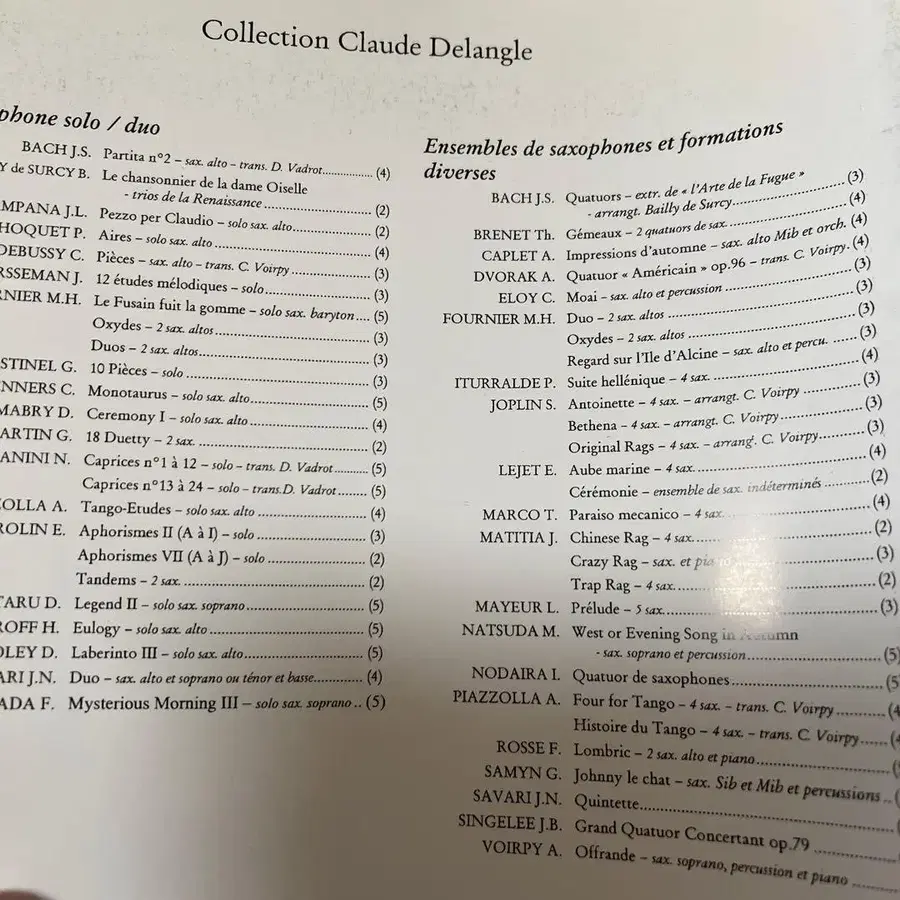 Collection Claude Delangle
phone solo / duo
BACH J.S. Partita n°2 – sax. alto – trans. D. Vadrot (4)
Y de SURCY B. Le chansonnier de la dame Oiselle
- trios de la Renaissance (2)
MPANA J.L. Pezzo per Claudio – solo sax. alto (2)
HOQUET P. Aires – solo sax. alto (4)
DEBUSSY C. Pièces – sax. alto – trans. C. Voirpy (3)
RSSEMAN J. 12 études mélodiques – solo (3)
RNIER M.H. Le Fusain fuit la gomme – solo sax. baryton (5)
Oxydes – 2 sax. altos (3)
Duos – 2 sax. altos (3)
STINEL G. 10 Pièces – solo (3)
NNERS C. Monotaurus – solo sax. alto (5)
MABRY D. Ceremony I – solo sax. alto (4)
ARTIN G. 18 Duetty – 2 sax. (2)
ANINI N. Caprices n°1 à 12 – solo – trans. D. Vadrot (5)
Caprices n°13 à 24 – solo – trans. D. Vadrot (5)
OLLA A. Tango-Etudes – solo sax. alto (4)
ROLIN E. Aphorismes II (A à I) – solo (3)
Aphorismes VII (A à J) – solo (2)
Tandems – 2 sax. (2)
TARU D. Legend II – solo sax. soprano (5)
ROFF H. Eulogy – solo sax. alto (5)
DLEY D. Laberinto III – solo sax. alto (5)
ARI J.N. Duo – sax. alto et soprano ou ténor et basse (4)
ADA F. Mysterious Morning III – solo sax. soprano (5)
Ensembles de saxophones et formations
diverses
BACH J.S. Quatuors – extr. de « l'Arte de la Fugue »
- arrangt. Bailly de Surcy (3)
BRENET Th. Gémeaux – 2 quatuors de sax. (4)
CAPLET A. Impressions d'automne – sax. alto Mib et orch. (4)
DVORAK A. Quatuor « Américain » op.96 – trans. C. Voirpy. (4)
ELOY C. Moai – sax. alto et percussion (3)
FOURNIER M.H. Duo – 2 sax. altos (3)
Oxydes – 2 sax. altos (3)
Regard sur l'Ile d'Alcine – sax. alto et percu. (3)
ITURRALDE P. Suite hellénique – 4 sax. (4)
JOPLIN S. Antoinette – 4 sax. – arrangt. C. Voirpy (3)
Bethena – 4 sax. – arrangt. C. Voirpy (3)
Original Rags – 4 sax. – arrangt. C. Voirpy (3)
LEJET E. Aube marine – 4 sax. (4)
Cérémonie – ensemble de sax. indéterminés (2)
MARCO T. Paraiso mecanico – 4 sax. (4)
MATITIA J. Chinese Rag – 4 sax. (2)
Crazy Rag – sax. et piano (3)
Trap Rag – 4 sax. (2)
MAYEUR L. Prélude – 5 sax. (3)
NATSUDA M. West or Evening Song in Autumn
- sax. soprano et percussion (5)
NODAIRA I. Quatuor de saxophones (5
PIAZZOLLA A. Four for Tango – 4 sax. – trans. C. Voirpy (4
Histoire du Tango – 4 sax. – trans. C. Voirpy
ROSSE F. Lombric – 2 sax. alto et piano
SAMYN G. Johnny le chat – sax. Sib et Mib et percussions
SAVARI J.N. Quintette
SINGELEE J.B. Grand Quatuor Concertant op.79
VOIRPY A. Offrande – sax. soprano, percussion et piano